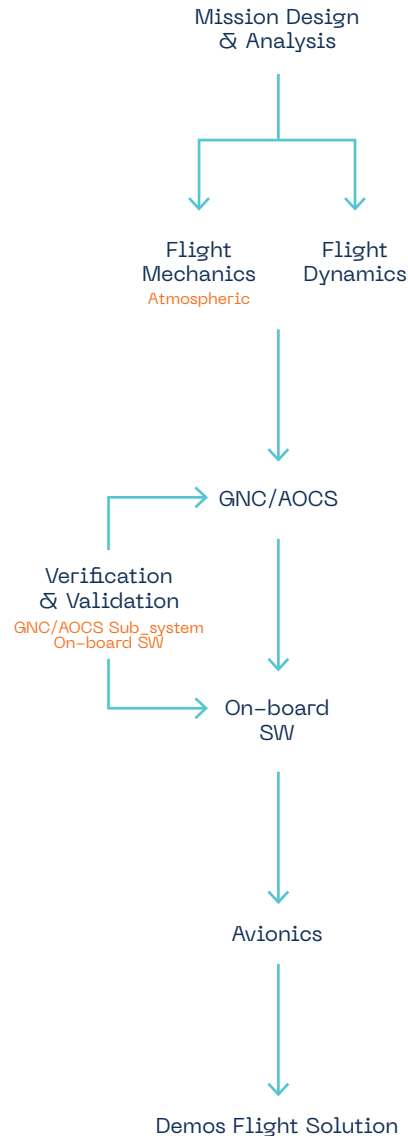 Mission Design
& Analysis
Flight
Mechanics
Atmospheric
Flight
Dynamics
GNC/AOCS
Verification
& Validation
GNC/AOCS Sub_system
On-board SW
On-board
SW
Avionics
Demos Flight Solution